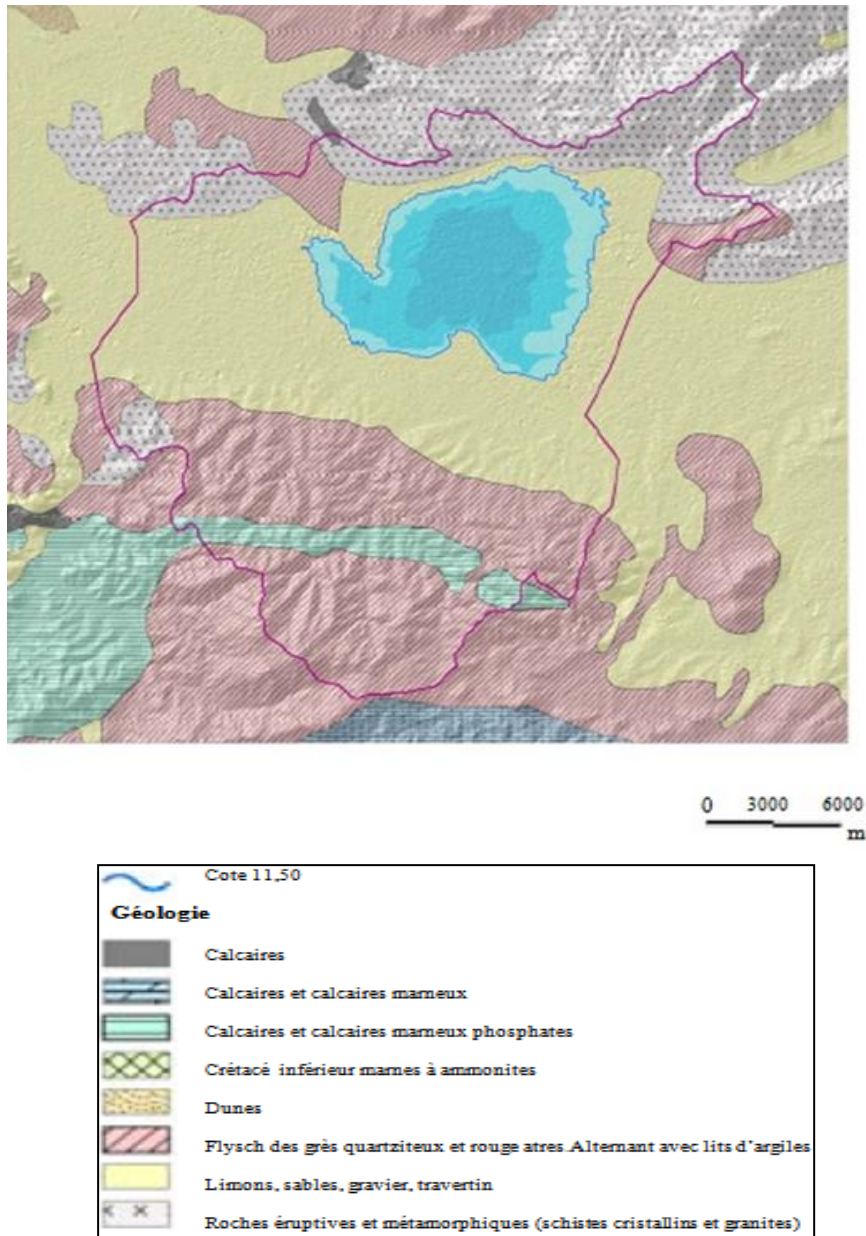 0 3000 6000
m
Cote 11,50
Géologie
Calcaires
Calcaires et calcaires marneux
Calcaires et calcaires marneux phosphates
Crétacé inférieur marnes à ammonites
Dunes
Flysch des grès quartziteux et rouge atres.Alternant avec lits d'argiles
Limons, sables, gravier, travertin
Roches éruptives et métamorphiques (schistes cristallins et granites)